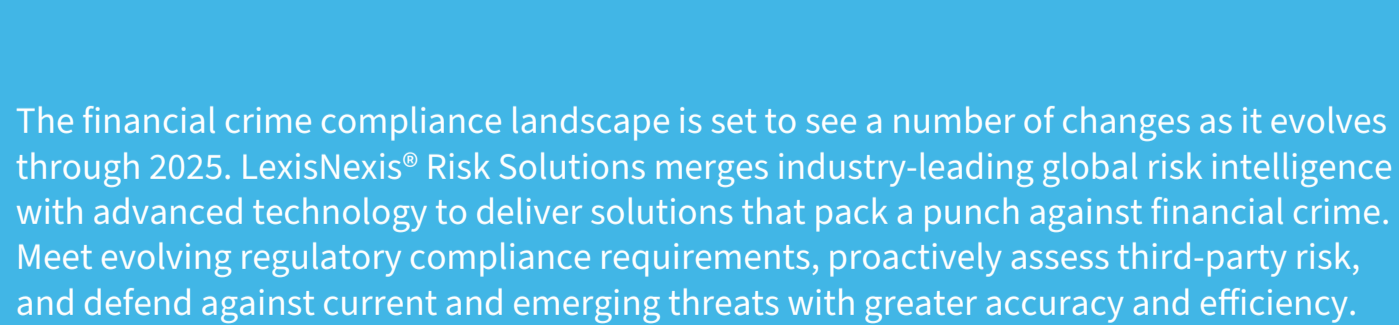 The financial crime compliance landscape is set to see a number of changes as it evolves
through 2025. LexisNexis® Risk Solutions merges industry-leading global risk intelligence
with advanced technology to deliver solutions that pack a punch against financial crime.
Meet evolving regulatory compliance requirements, proactively assess third-party risk,
and defend against current and emerging threats with greater accuracy and efficiency.